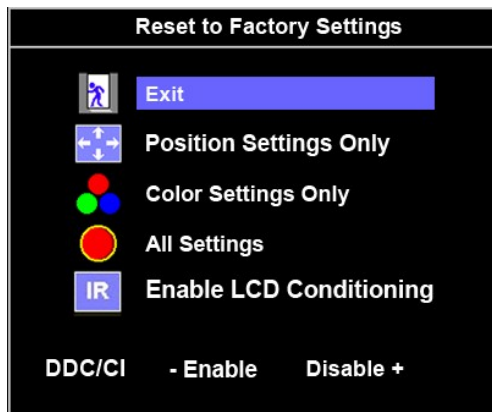 Reset to Factory Settings
Exit
Position Settings Only
Color Settings Only
All Settings
IR Enable LCD Conditioning
DDC/CI - Enable Disable +